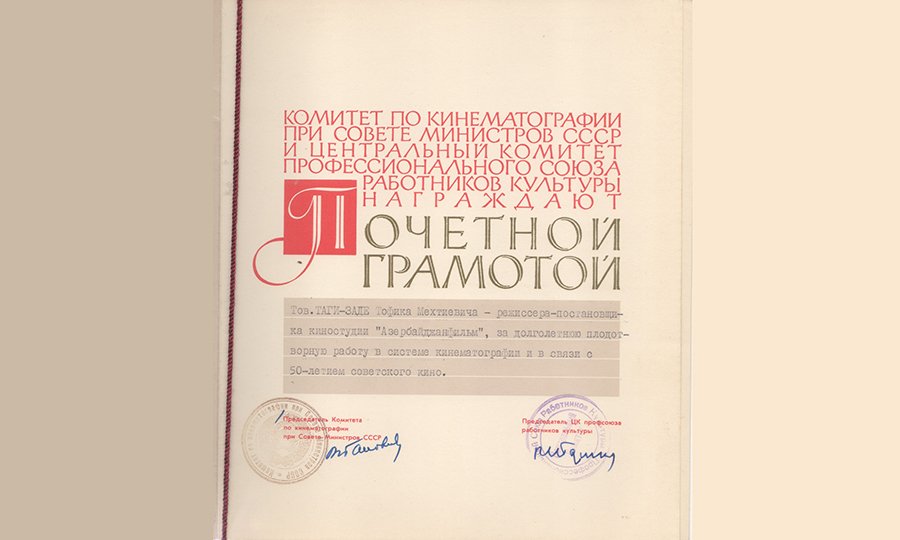 КОМИТЕТ ПО КИНЕМАТОГРАФИИ
ПРИ СОВЕТЕ МИНИСТРОВ СССР
И ЦЕНТРАЛЬНЫЙ КОМИТЕТ
ПРОФЕССИОНАЛЬНОГО СОЮЗА
РАБОТНИКОВ КУЛЬТУРЫ
НАГРАЖДАЮТ
ПОЧЕТНОЙ
ГРАМОТОЙ
Тов.ТАГИ-ЗАДЕ Тофика Мехтиевича - режиссера-постановщи-
ка киностудии "Азербайджанфильм", за долголетнюю плодот-
ворную работу в системе кинематографии и в связи с
50-летием советского кино.
Председатель Комитета
по кинематографии
при Совете Министров СССР
Председатель ЦК профсоюза
работников культуры
Работников